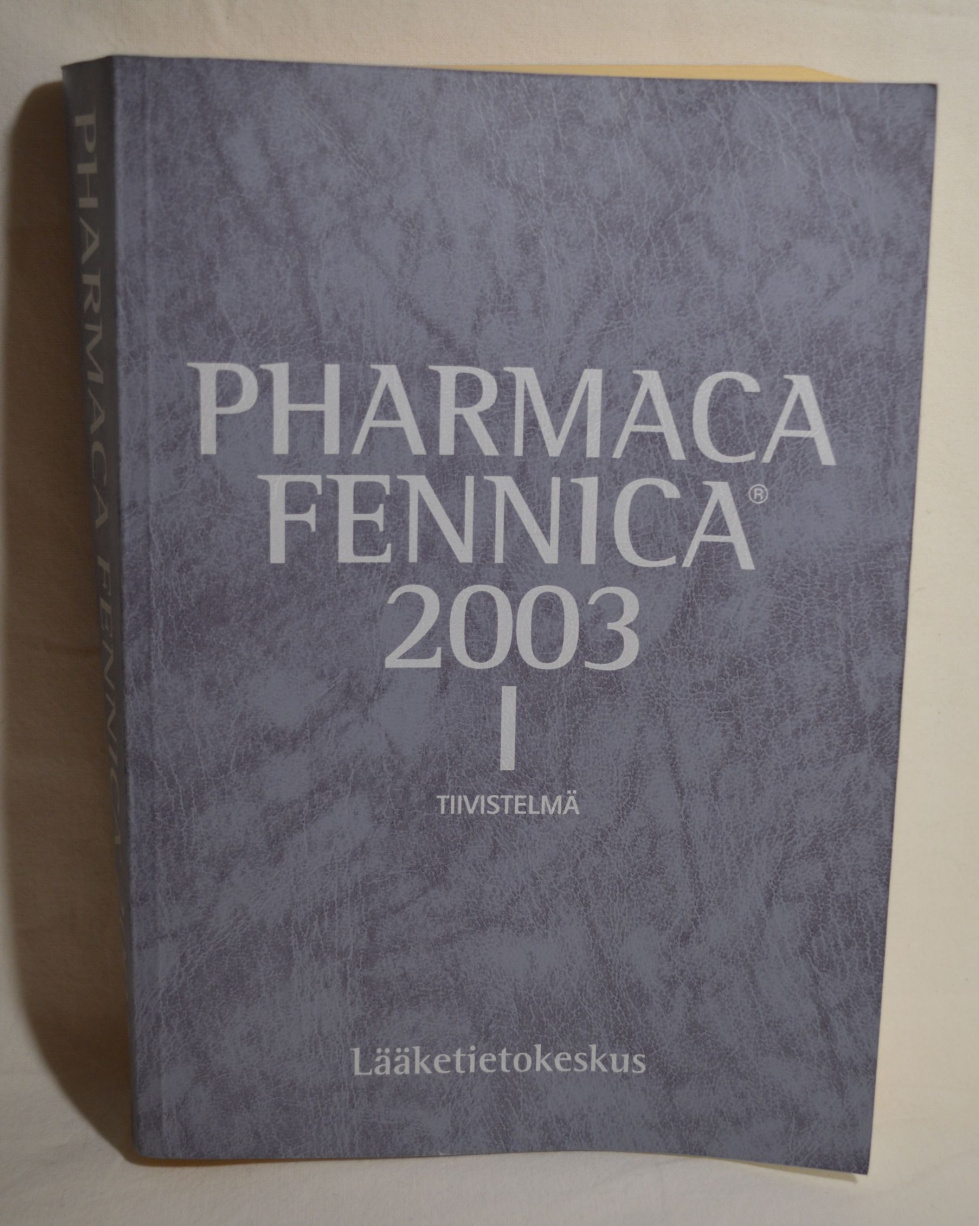 PHARMACA FENNICA
PHARMACA
FENNICA®
2003
I
TIIVISTELMÄ
Lääketietokeskus